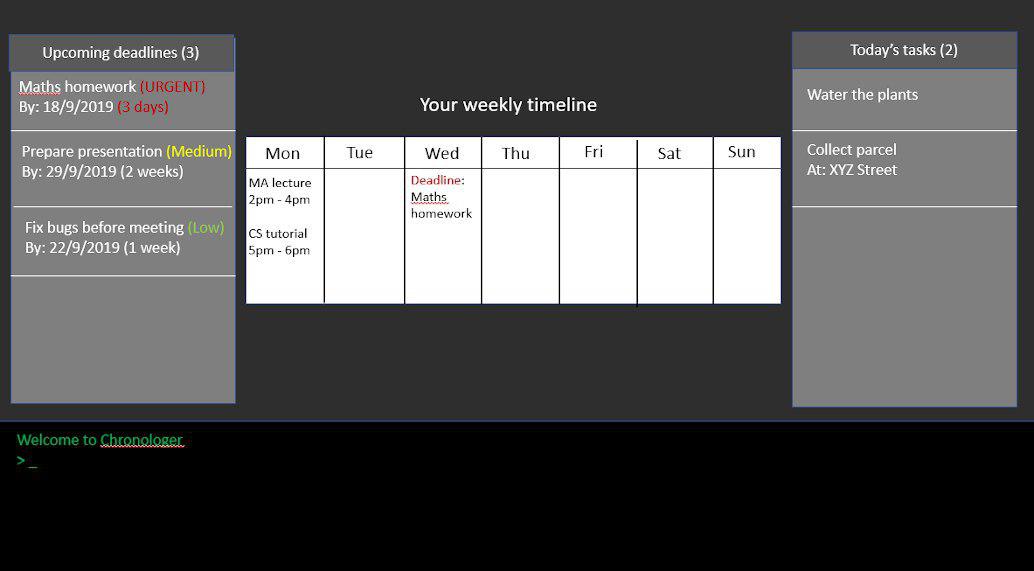 Upcoming deadlines (3)
Maths homework (URGENT)
By: 18/9/2019 (3 days)
Prepare presentation (Medium)
By: 29/9/2019 (2 weeks)
Fix bugs before meeting (Low)
By: 22/9/2019 (1 week)
Your weekly timeline
Mon Tue Wed Thu Fri Sat Sun
MA lecture
2pm - 4pm
CS tutorial
5pm - 6pm
Deadline:
Maths
homework
Today's tasks (2)
Water the plants
Collect parcel
At: XYZ Street
Welcome to Chronologer
> _